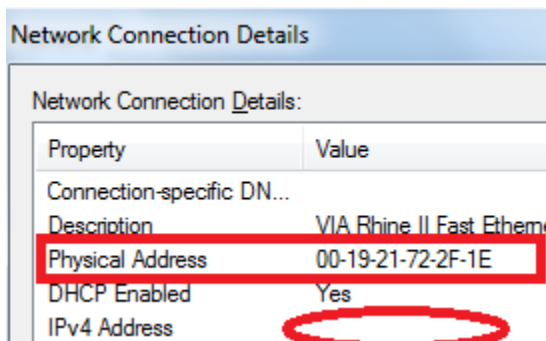 Network Connection Details
Network Connection Details:
Property Value
Connection-specific DN...
Description VIA Rhine II Fast
Physical Address 00-19-21-72-2F-1E
DHCP Enabled Yes
IPv4 Address